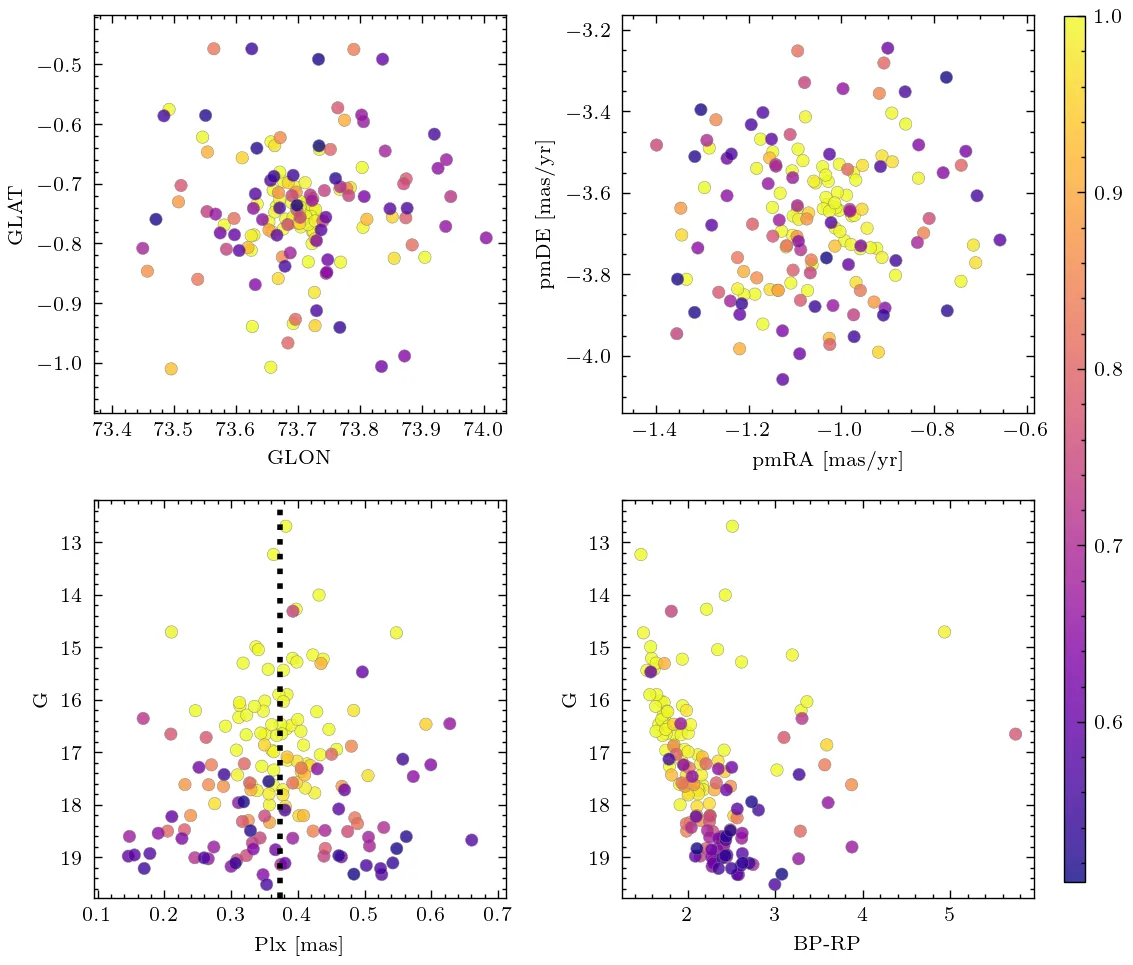 −0.5
−0.6
−0.7
−0.8
−0.9
−1.0
GLAT
73.4 73.5 73.6 73.7 73.8 73.9 74.0
GLON
−3.2
−3.4
−3.6
−3.8
−4.0
pmDE [mas/yr]
−1.4 −1.2 −1.0 −0.8 −0.6
pmRA [mas/yr]
13
14
15
16
17
18
19
G
0.1 0.2 0.3 0.4 0.5 0.6 0.7
Plx [mas]
13
14
15
16
17
18
19
G
2 3 4 5
BP-RP
1.0
0.9
0.8
0.7
0.6